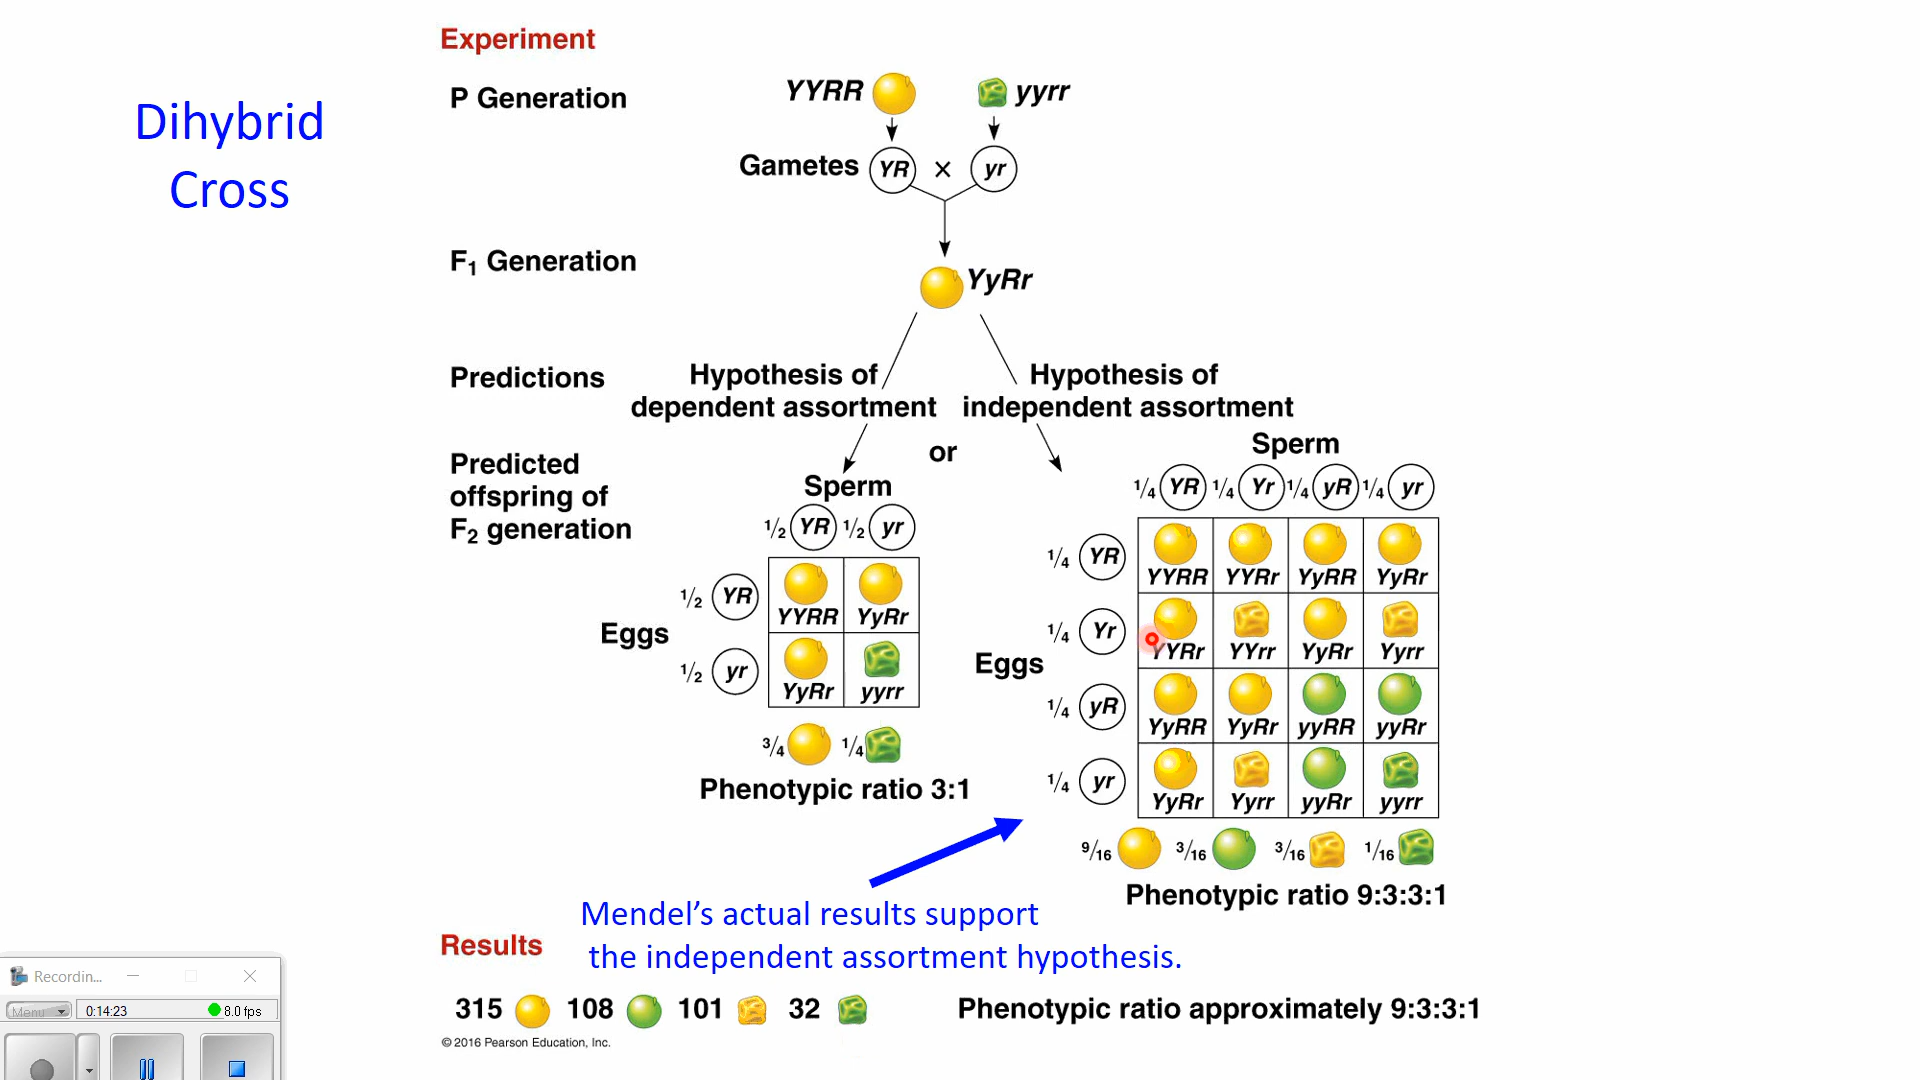 Experiment
Dihybrid
Cross
P Generation
YYRR
yyrr
Gametes
YR
×
yr
F1 Generation
YyRr
Predictions
Hypothesis of
dependent assortment
or
Hypothesis of
independent assortment
Predicted
offspring of
F2 generation
Sperm
1/2 YR 1/2 yr
Eggs
1/2 YR
YYRR YyRr
1/2 yr
YyRr yyrr
3/4 1/4
Phenotypic ratio 3:1
Sperm
1/4 YR 1/4 Yr 1/4 yR 1/4 yr
Eggs
1/4 YR
YYRR YYRr YyRR YyRr
1/4 Yr
YYRr YYrr YyRr Yyrr
1/4 yR
YyRR YyRr yyRR yyRr
1/4 yr
YyRr Yyrr yyRr yyrr
9/16 3/16 3/16 1/16
Phenotypic ratio 9:3:3:1
Mendel’s actual results support
the independent assortment hypothesis.
Results
315 108 101 32 Phenotypic ratio approximately 9:3:3:1
© 2016 Pearson Education, Inc.
Recordin...
Menu
0:14:23
8.0 fps